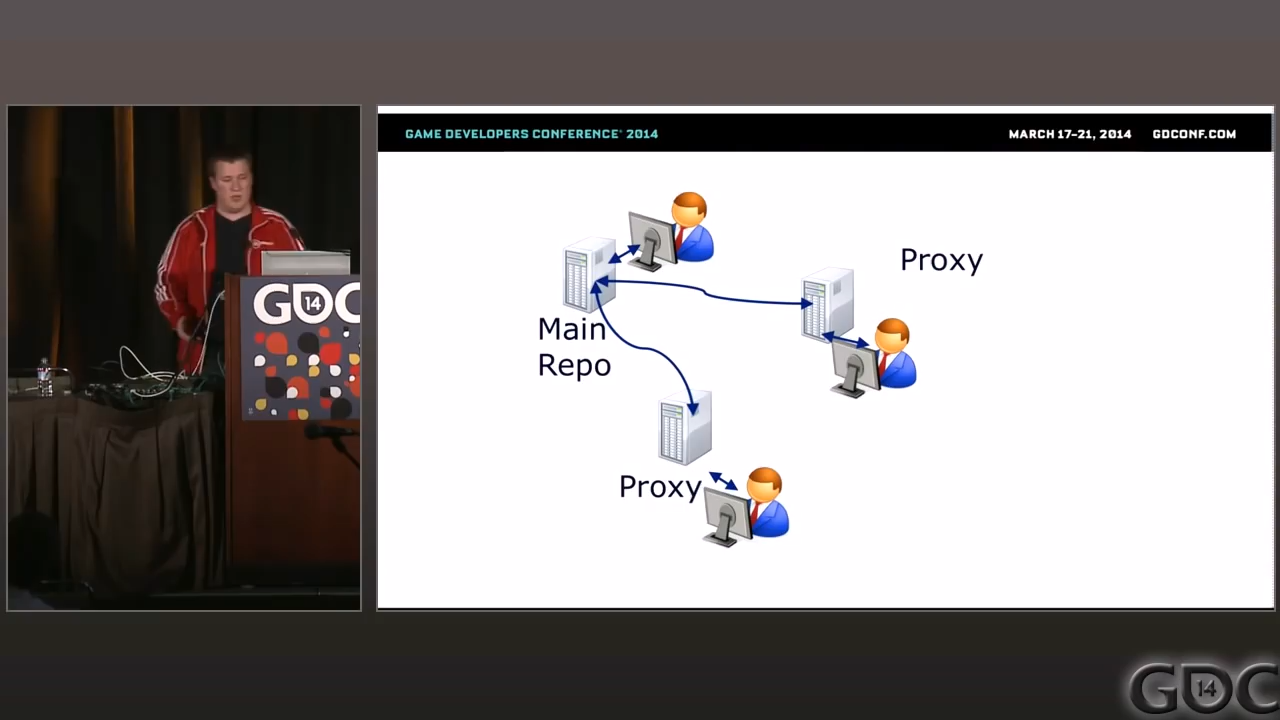 GAME DEVELOPERS CONFERENCE® 2014
MARCH 17–21, 2014 GDCONF.COM
Proxy
Main
Repo
Proxy
GDC
14
GDC
14